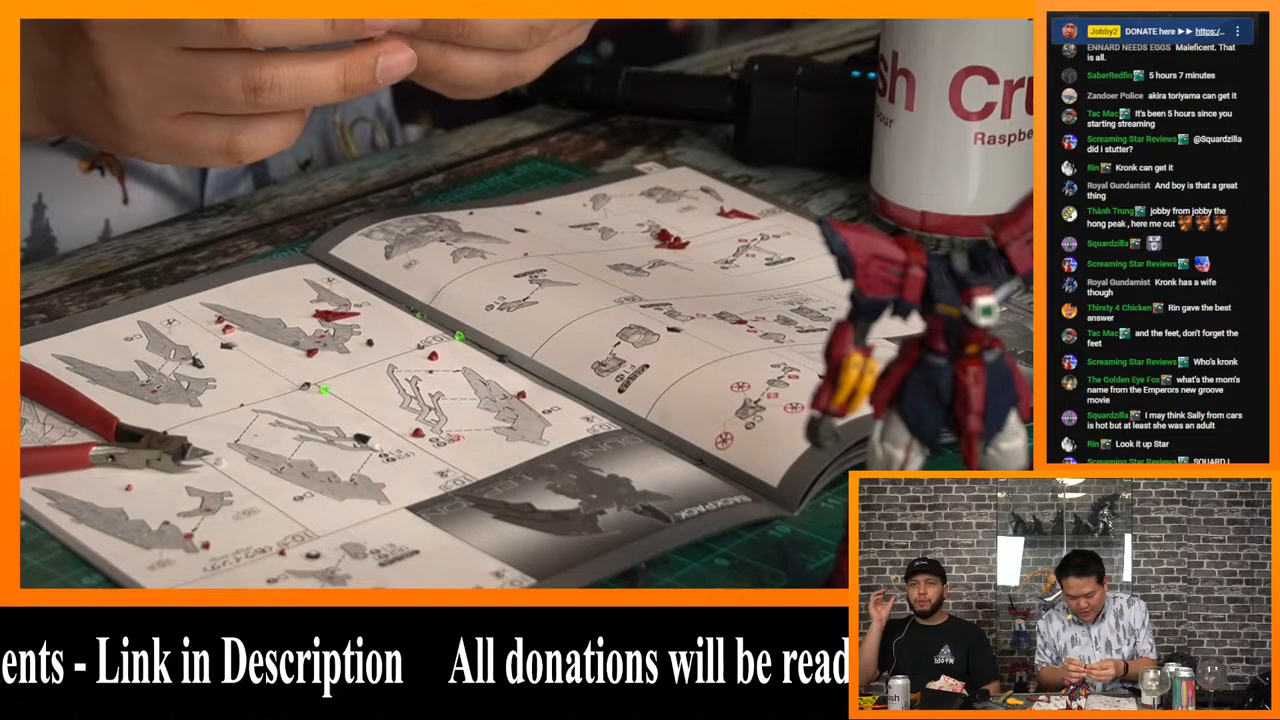 Jobby2 DONATE here ►► https:/...
ENNARD NEEDS EGGS Maleficent. That
is all.
SaberRedfin 5 hours 7 minutes
Zandoer Police akira toriyama can get it
Tac Mac It's been 5 hours since you
starting streaming
Screaming Star Reviews @Squardzilla
did i stutter?
Rin Kronk can get it
Royal Gundamist And boy is that a great
thing
Thành Trung jobby from jobby the
hong peak , here me out
Squardzilla
Screaming Star Reviews
Royal Gundamist Kronk has a wife
though
Thirsty 4 Chicken Rin gave the best
answer
Tac Mac and the feet, don't forget the
feet
Screaming Star Reviews Who's kronk
The Golden Eye Fox what's the mom's
name from the Emperors new groove
movie
Squardzilla I may think Sally from cars
is hot but at least she was an adult
Rin Look it up Star
Screaming Star Reviews SQUARD I
sh Cru
our Raspbe
BACKPACK
ents - Link in Description All donations will be read